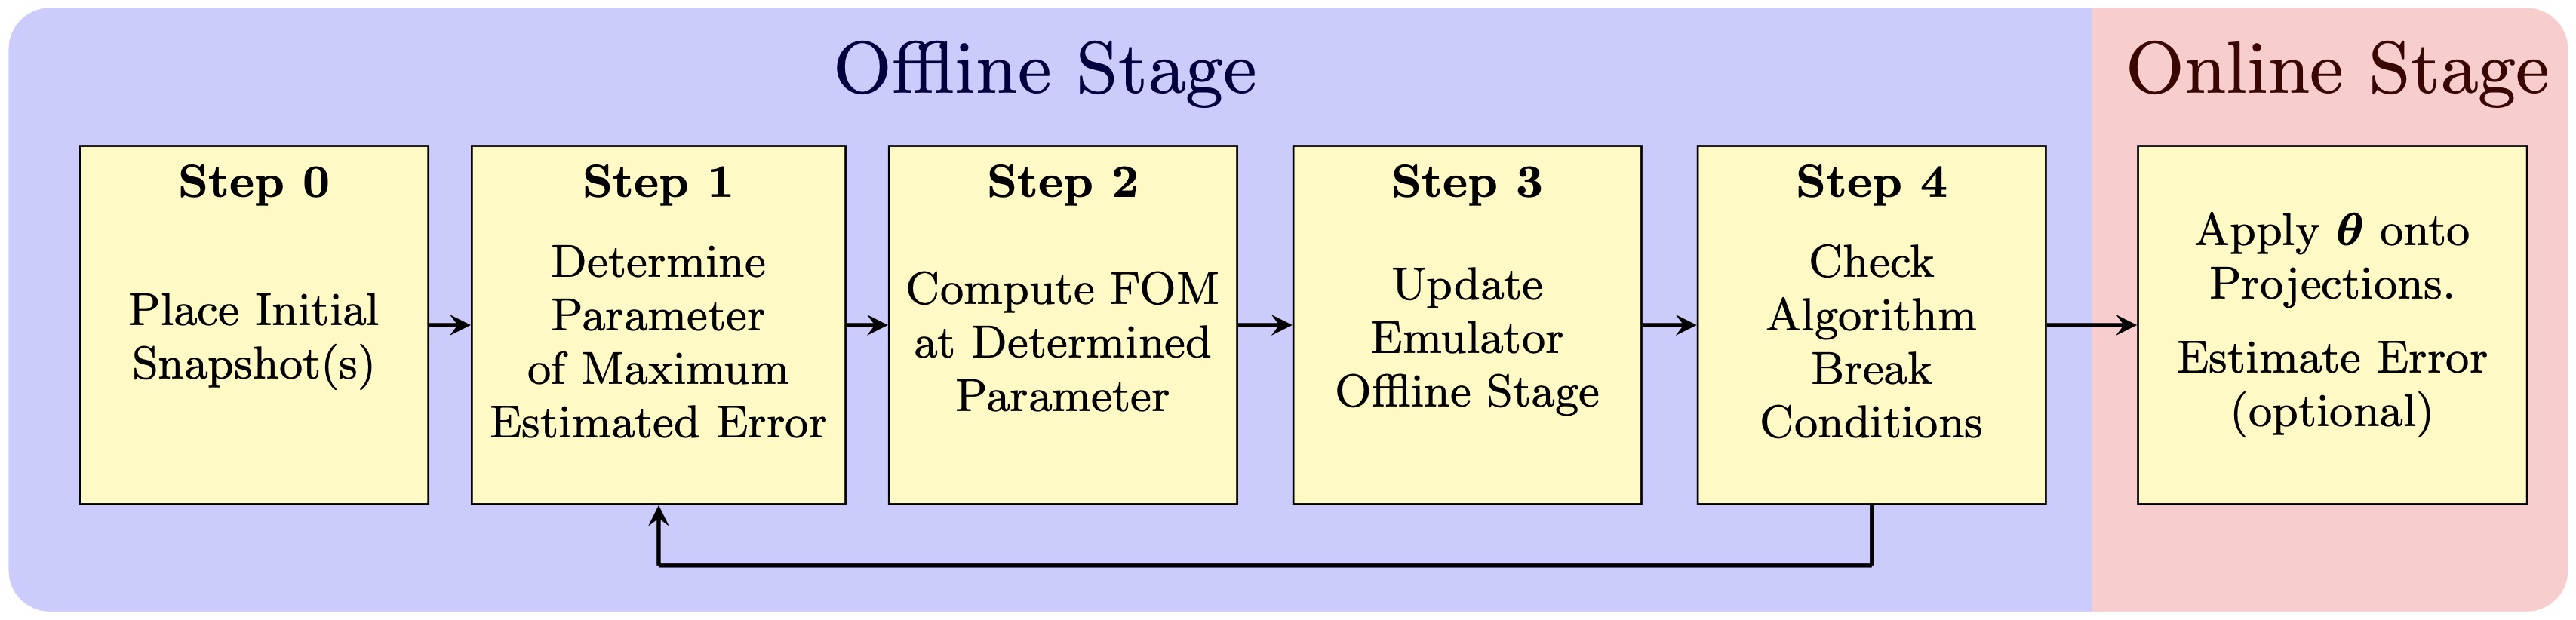 Offline Stage
Online Stage
Step 0
Place Initial
Snapshot(s)
Step 1
Determine
Parameter
of Maximum
Estimated Error
Step 2
Compute FOM
at Determined
Parameter
Step 3
Update
Emulator
Offline Stage
Step 4
Check
Algorithm
Break
Conditions
Apply θ onto
Projections.
Estimate Error
(optional)